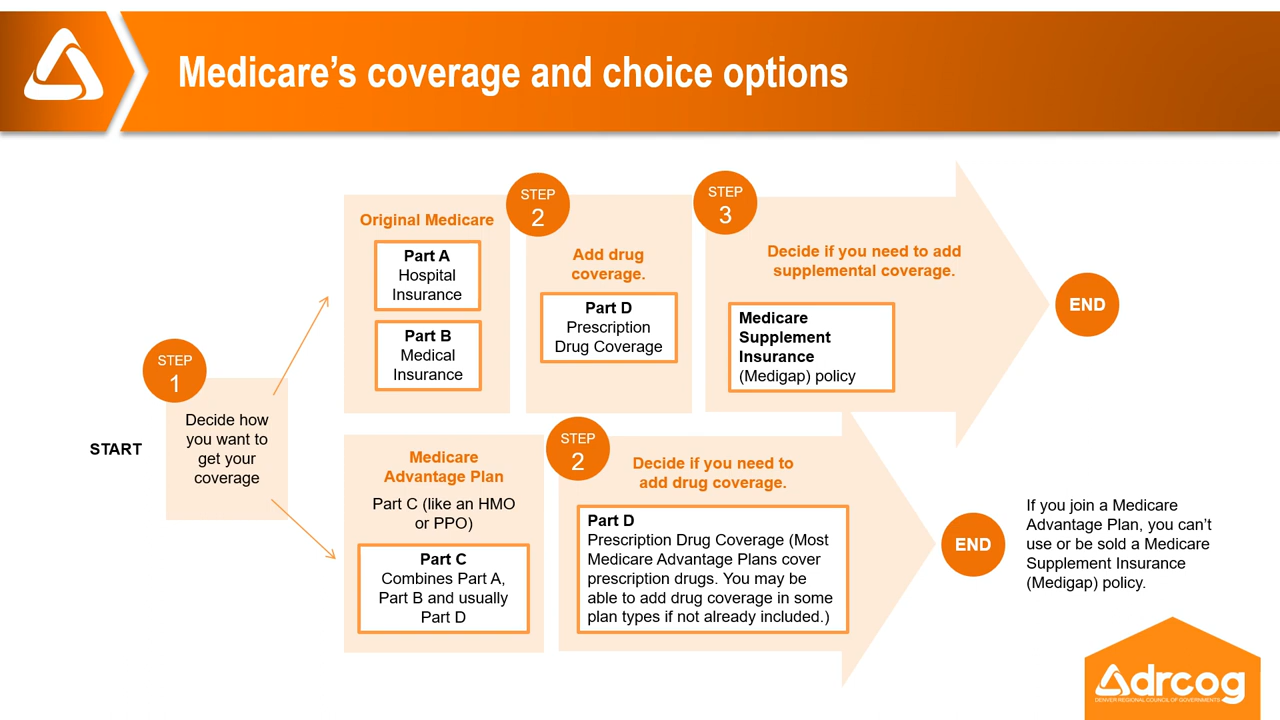 Medicare’s coverage and choice options
START
STEP
1
Decide how
you want to
get your
coverage
Original Medicare
Part A
Hospital
Insurance
Part B
Medical
Insurance
STEP
2
Add drug
coverage.
Part D
Prescription
Drug Coverage
STEP
3
Decide if you need to add
supplemental coverage.
Medicare
Supplement
Insurance
(Medigap) policy
END
Medicare
Advantage Plan
Part C (like an HMO
or PPO)
Part C
Combines Part A,
Part B and usually
Part D
STEP
2
Decide if you need to
add drug coverage.
Part D
Prescription Drug Coverage (Most
Medicare Advantage Plans cover
prescription drugs. You may be
able to add drug coverage in some
plan types if not already included.)
END
If you join a Medicare
Advantage Plan, you can’t
use or be sold a Medicare
Supplement Insurance
(Medigap) policy.
drcog
DENVER REGIONAL COUNCIL OF GOVERNMENTS